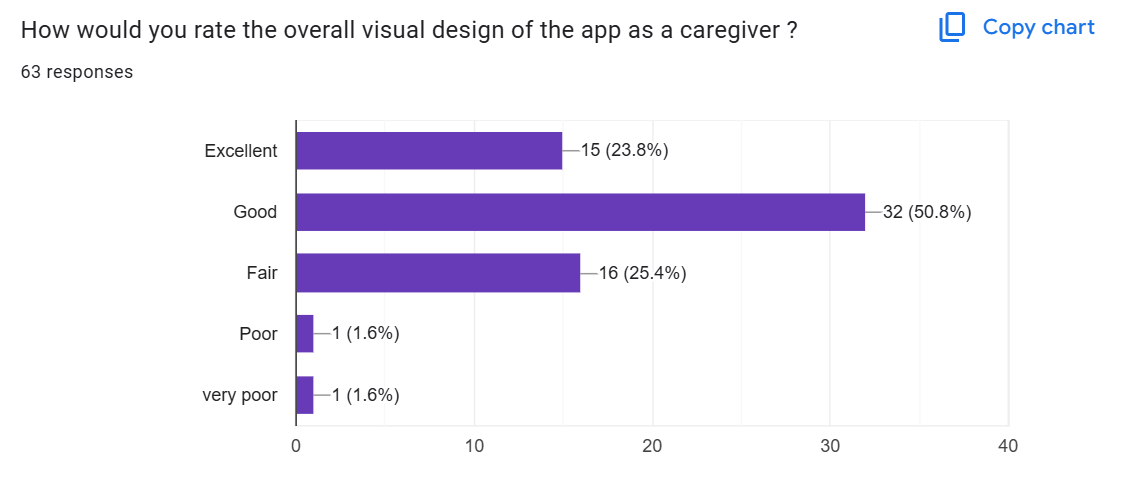 How would you rate the overall visual design of the app as a caregiver ?
Copy chart
63 responses
Excellent 15 (23.8%)
Good 32 (50.8%)
Fair 16 (25.4%)
Poor 1 (1.6%)
very poor 1 (1.6%)
0 10 20 30 40